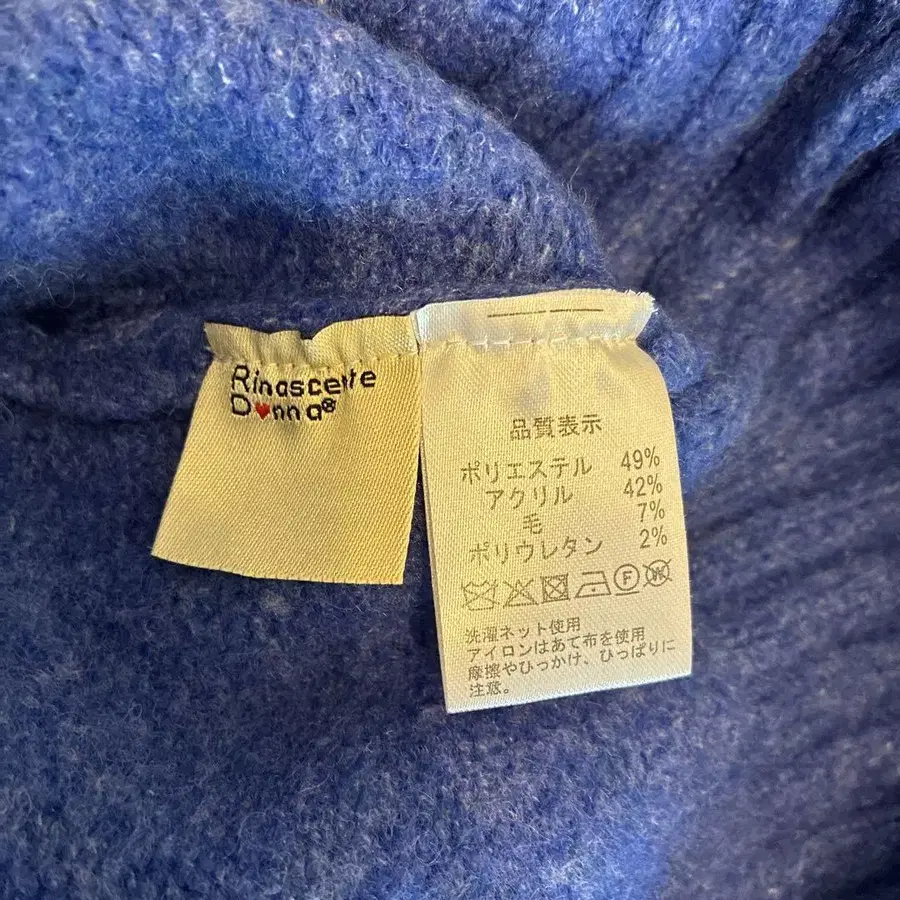 Rinascente
Donna®
品質表示
ポリエステル 49%
アクリル 42%
毛 7%
ポリウレタン 2%
F W
洗濯ネット使用
アイロンはあて布を使用
摩擦やひっかけ、ひっぱりに
注意。